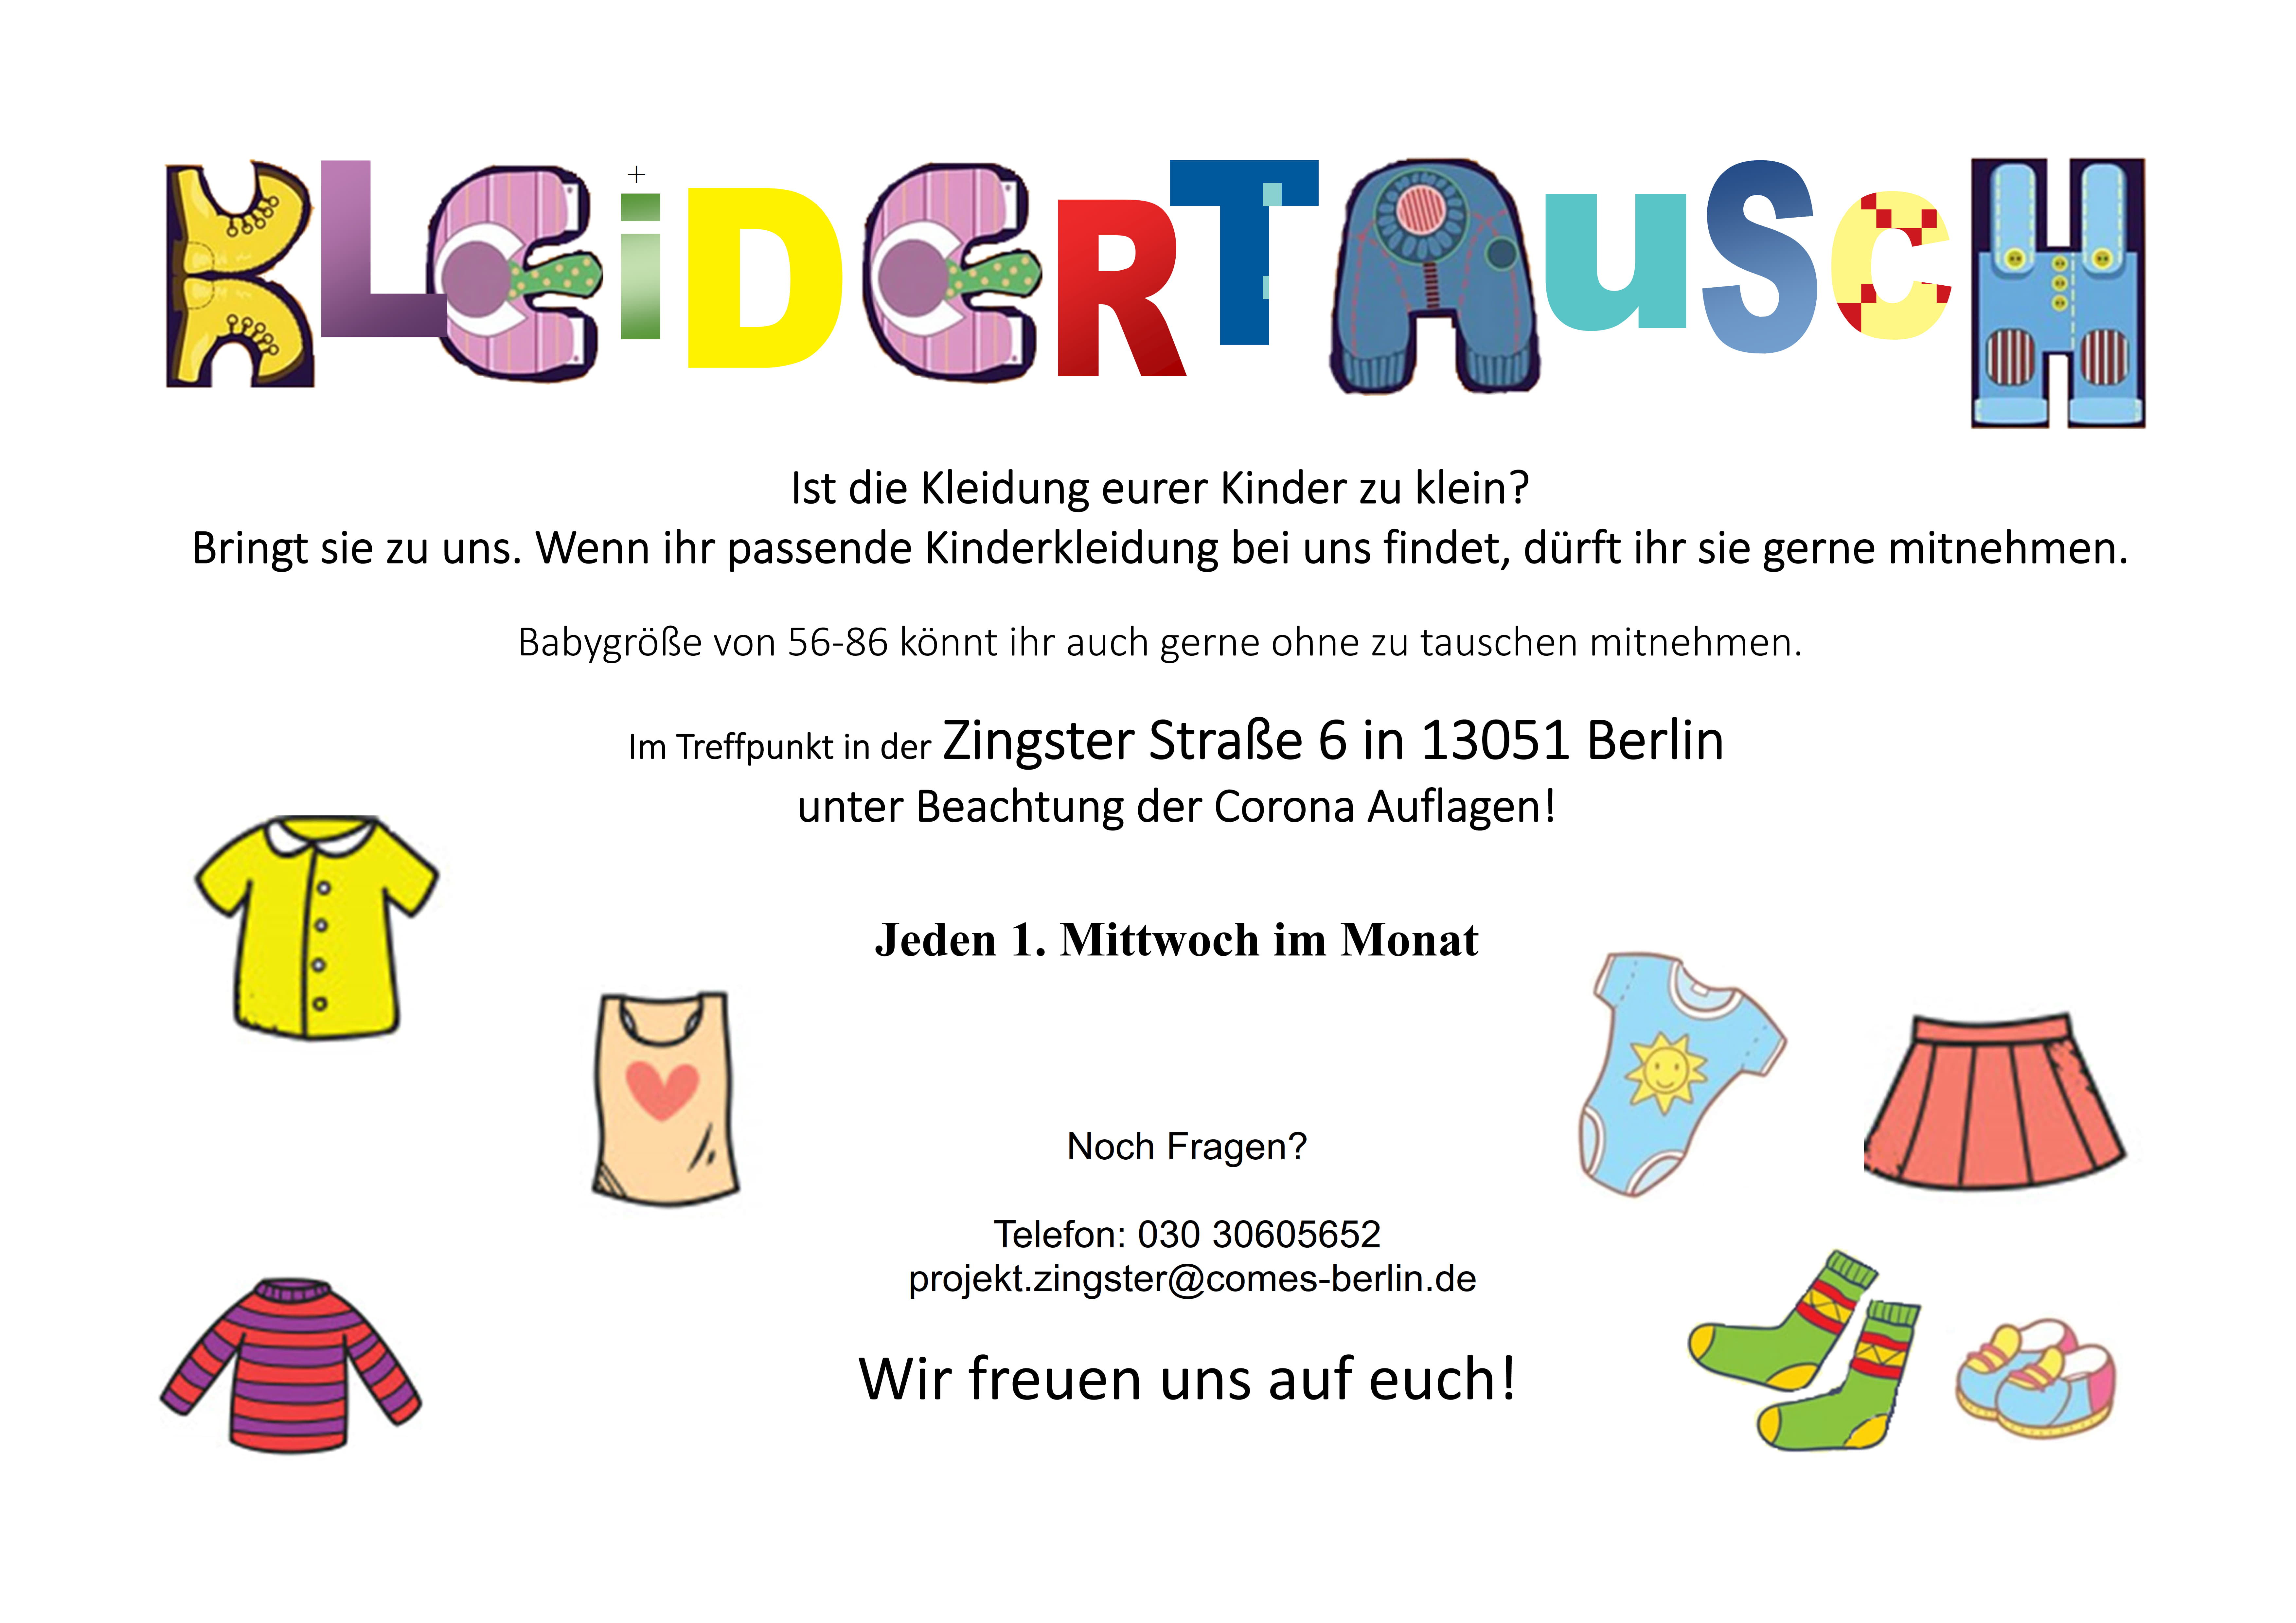 KLEiDERTAuScH
Ist die Kleidung eurer Kinder zu klein?
Bringt sie zu uns. Wenn ihr passende Kinderkleidung bei uns findet, dürft ihr sie gerne mitnehmen.
Babygröße von 56-86 könnt ihr auch gerne ohne zu tauschen mitnehmen.
Im Treffpunkt in der Zingster Straße 6 in 13051 Berlin
unter Beachtung der Corona Auflagen!
Jeden 1. Mittwoch im Monat
Noch Fragen?
Telefon: 030 30605652
projekt.zingster@comes-berlin.de
Wir freuen uns auf euch!